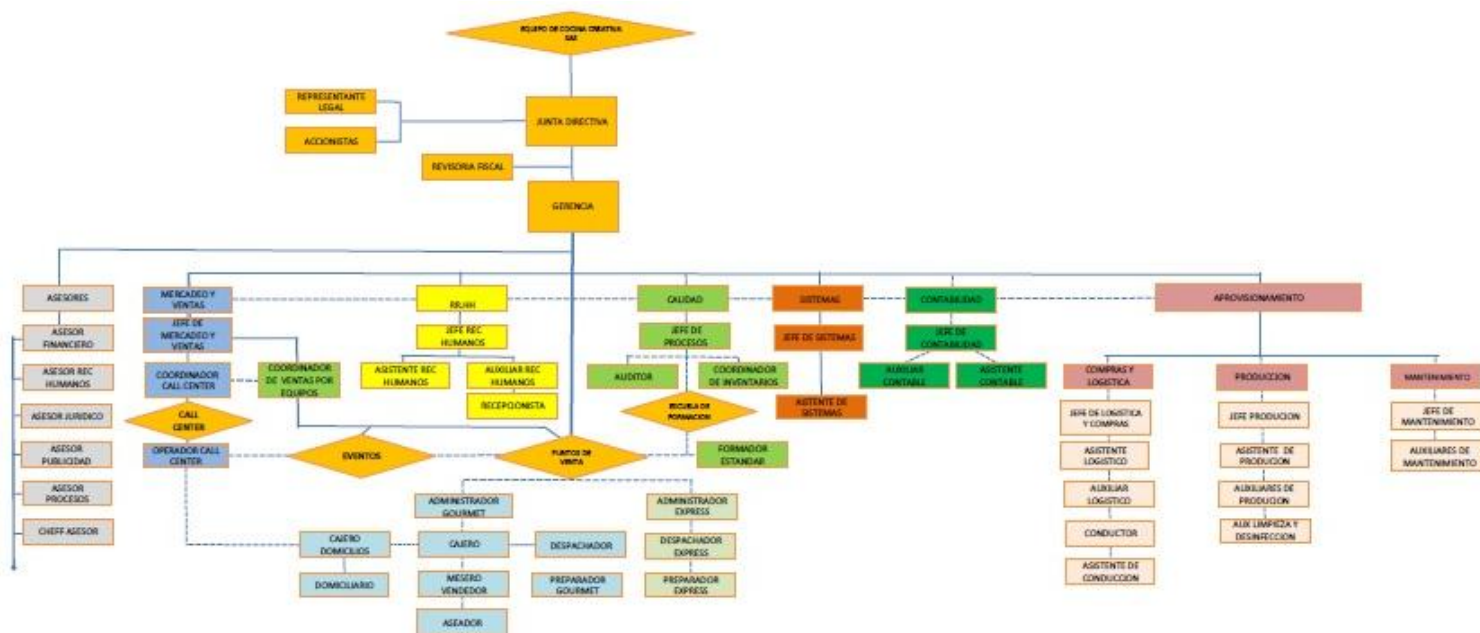 EQUIPO DE COCINA CREATIVA
SAS
REPRESENTANTE
LEGAL
JUNTA DIRECTIVA
ACCIONISTAS
REVISORIA FISCAL
GERENCIA
ASESORES
MERCADEO Y
VENTAS
RR.HH
CALIDAD
SISTEMAS
CONTABILIDAD
APROVISIONAMIENTO
ASESOR
FINANCIERO
JEFE DE
MERCADEO Y
VENTAS
JEFE REC
HUMANOS
JEFE DE
PROCESOS
JEFE DE SISTEMAS
JEFE DE
CONTABILIDAD
ASESOR REC
HUMANOS
COORDINADOR
CALL CENTER
COORDINADOR
DE VENTAS POR
EQUIPOS
ASISTENTE REC
HUMANOS
AUXILIAR REC
HUMANOS
AUDITOR
COORDINADOR
DE INVENTARIOS
AUXILIAR
CONTABLE
ASISTENTE
CONTABLE
COMPRAS Y
LOGISTICA
PRODUCCION
MANTENIMIENTO
RECEPCIONISTA
ESCUELA DE
FORMACION
ASTENTE DE
SISTEMAS
ASESOR JURIDICO
CALL
CENTER
JEFE DE LOGISTICA
Y COMPRAS
JEFE PRODUCION
JEFE DE
MANTENIMIENTO
ASESOR
PUBLICIDAD
OPERADOR CALL
CENTER
EVENTOS
PUNTOS DE
VENTA
FORMADOR
ESTANDAR
ASISTENTE
LOGISTICO
ASISTENTE DE
PRODUCION
AUXILIARES DE
MANTENIMIENTO
ASESOR
PROCESOS
ADMINISTRADOR
GOURMET
ADMINISTRADOR
EXPRESS
AUXILIAR
LOGISTICO
AUXILIARES DE
PRODUCION
CHEFF ASESOR
CAJERO
DOMICILIOS
CAJERO
DESPACHADOR
DESPACHADOR
EXPRESS
CONDUCTOR
AUX LIMPIEZA Y
DESINFECCION
DOMICILIARIO
MESERO
VENDEDOR
PREPARADOR
GOURMET
PREPARADOR
EXPRESS
ASISTENTE DE
CONDUCCION
ASEADOR